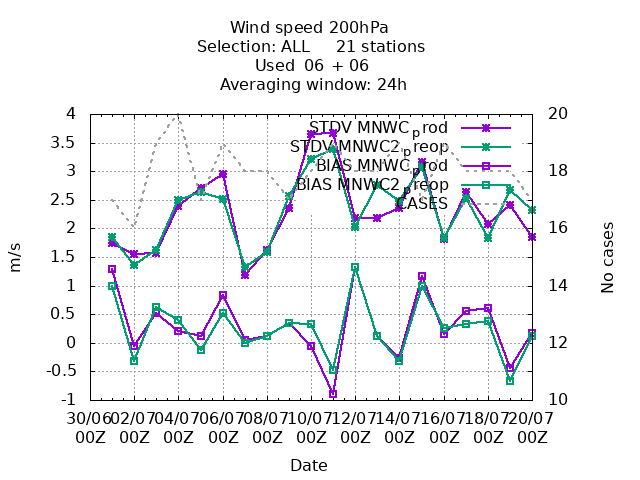 Wind speed 200hPa
Selection: ALL 21 stations
Used 06 + 06
Averaging window: 24h
4
3.5
3
2.5
2
1.5
1
0.5
0
-0.5
-1
20
18
16
14
12
10
STDV MNWC_prod
STDV MNWC2_preop
BIAS MNWC_prod
BIAS MNWC2_preop
CASES
m/s
No cases
30/06 02/07 04/07 06/07 08/07 10/07 12/07 14/07 16/07 18/07 20/07
00Z 00Z 00Z 00Z 00Z 00Z 00Z 00Z 00Z 00Z 00Z
Date